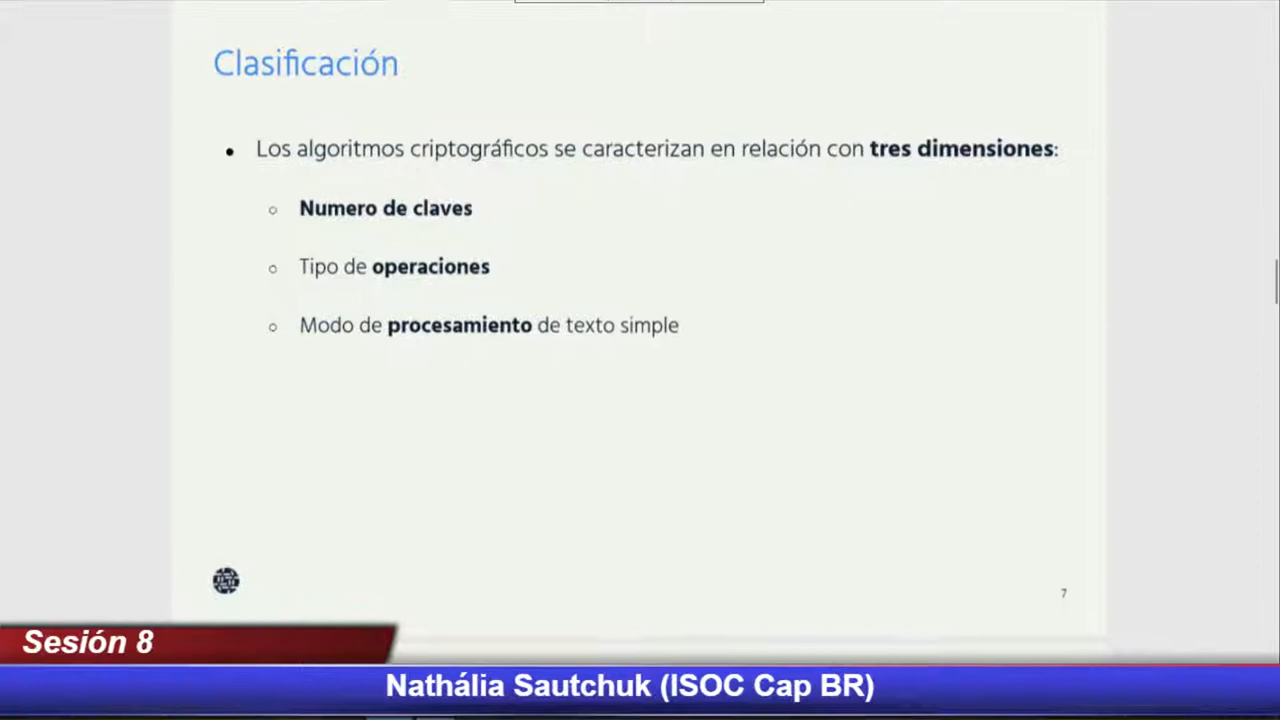 Clasificación
● Los algoritmos criptográficos se caracterizan en relación con tres dimensiones:
○ Numero de claves
○ Tipo de operaciones
○ Modo de procesamiento de texto simple
7
Sesión 8
Nathália Sautchuk (ISOC Cap BR)